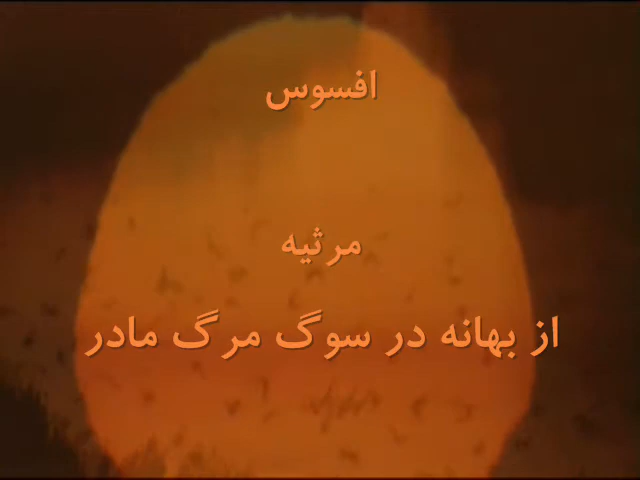 افسوس
مرثیه
از بهانه در سوگ مرگ مادر